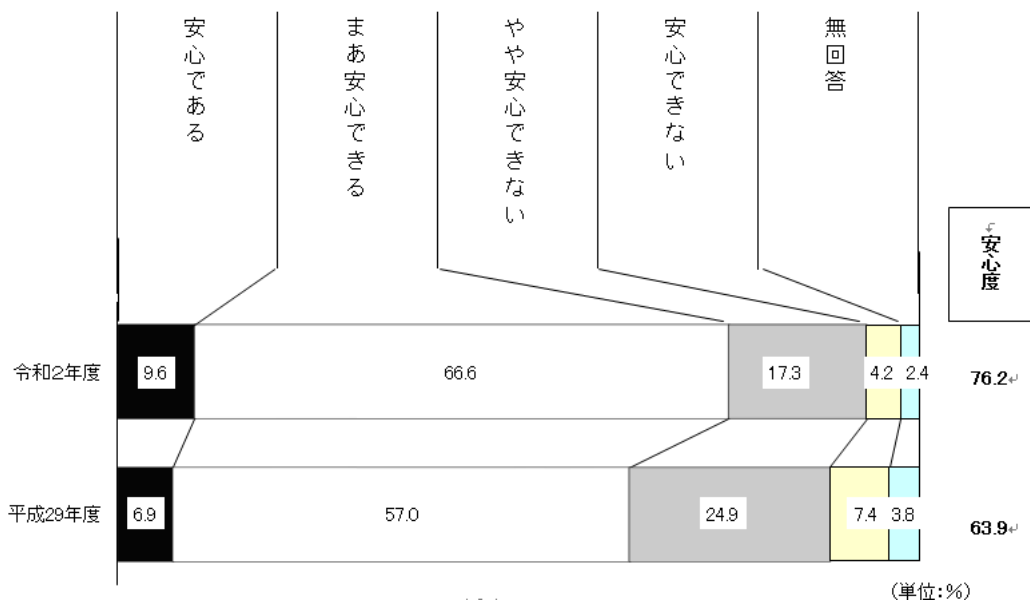 安心である
まあ安心できる
やや安心できない
安心できない
無回答
安心度
令和2年度
9.6
66.6
17.3
4.2
2.4
76.2
平成29年度
6.9
57.0
24.9
7.4
3.8
63.9
(単位:%)